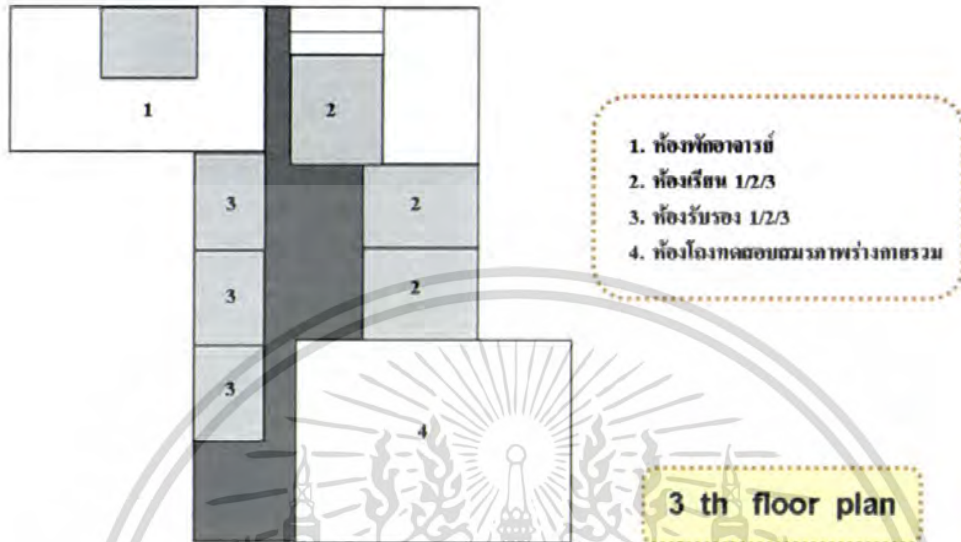 1
2
3
2
3
2
3
4
1. ห้องพักอาจารย์
2. ห้องเรียน 1/2/3
3. ห้องรับรอง 1/2/3
4. ห้องโถงทดสอบสมรภาพร่างกายรวม
3 th floor plan